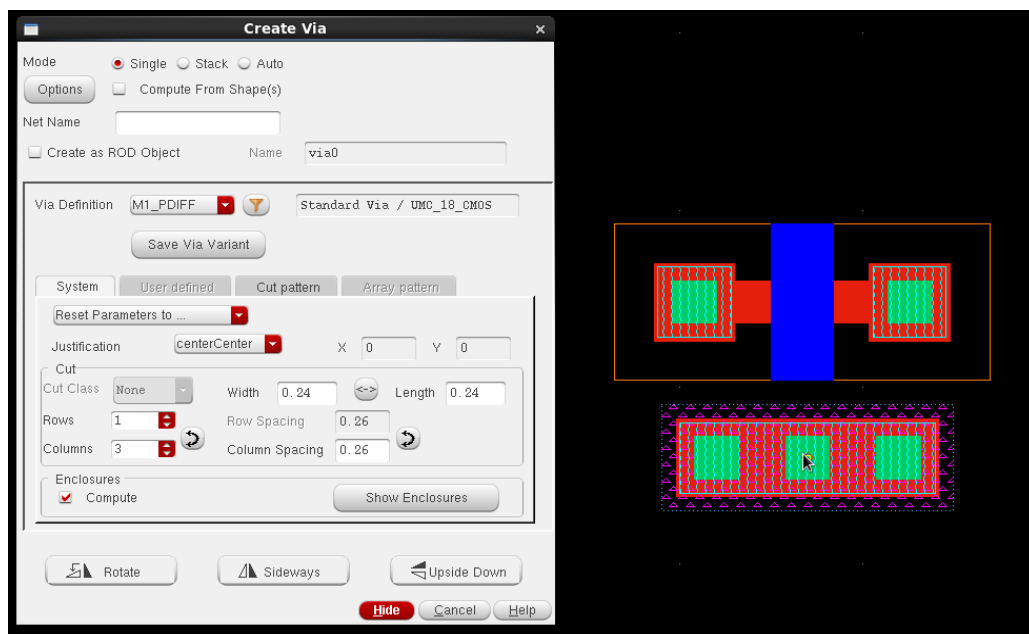 Create Via ×
Mode Single Stack Auto
Options Compute From Shape(s)
Net Name
Create as ROD Object Name via0
Via Definition M1_PDIFF Standard Via / UMC_18_CMOS
Save Via Variant
System User defined Cut pattern Array pattern
Reset Parameters to ...
Justification centerCenter X 0 Y 0
Cut
Cut Class None Width 0.24 <-> Length 0.24
Rows 1 Row Spacing 0.26
Columns 3 Column Spacing 0.26
Enclosures
Compute Show Enclosures
Rotate Sideways Upside Down
Hide Cancel Help